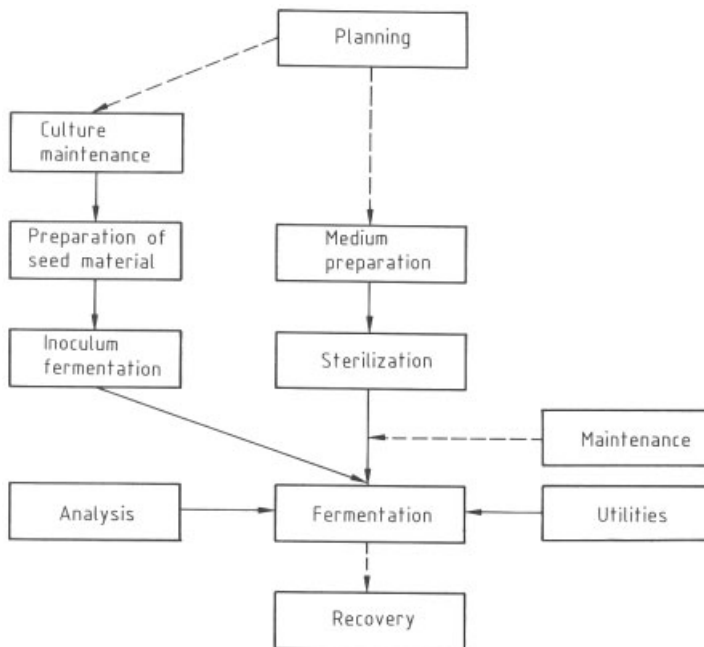 Planning
Culture
maintenance
Preparation of
seed material
Medium
preparation
Inoculum
fermentation
Sterilization
Maintenance
Analysis
Fermentation
Utilities
Recovery